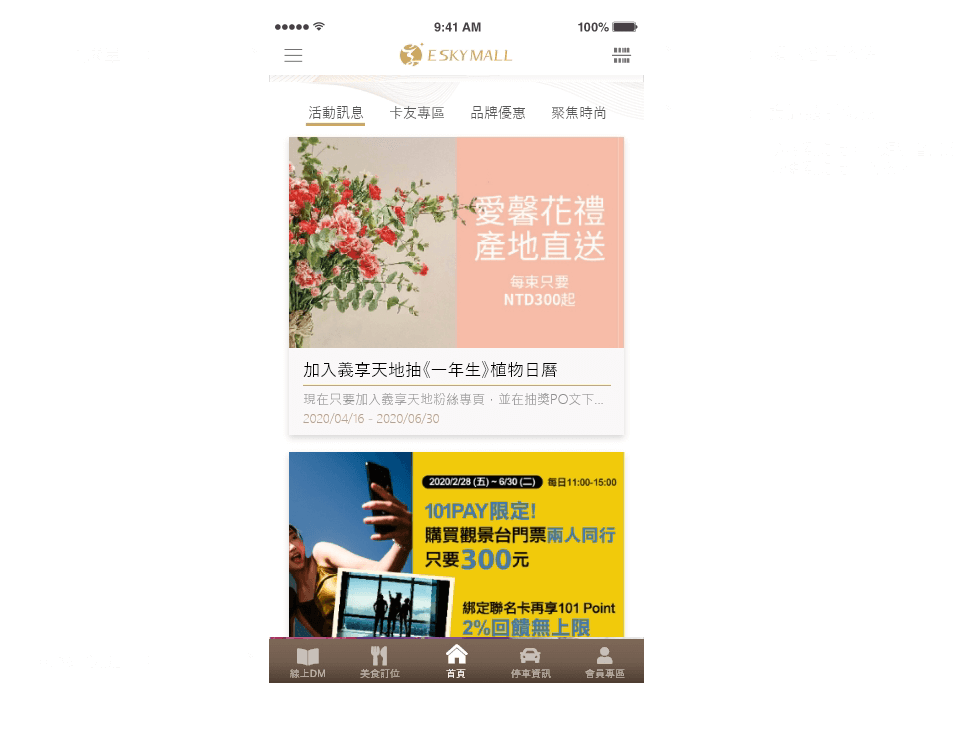 9:41 AM
100%
ESKYMALL
活動訊息
卡友專區
品牌優惠
聚焦時尚
愛馨花禮
產地直送
每束只要
NTD300起
加入義享天地抽《一年生》植物日曆
現在只要加入義享天地粉絲專頁，並在抽獎PO文下...
2020/04/16 - 2020/06/30
2020/2/28 (五) ~ 6/30 (二) 每日11:00-15:00
101PAY限定!
購買觀景台門票兩人同行
只要300元
綁定聯名卡再享101 Point
2%回饋無上限
線上DM
美食訂位
首頁
停車資訊
會員專區